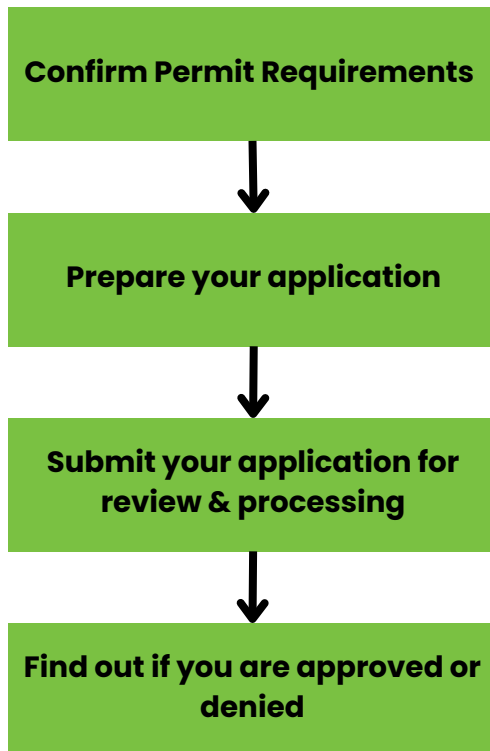 Confirm Permit Requirements
Prepare your application
Submit your application for
review & processing
Find out if you are approved or
denied